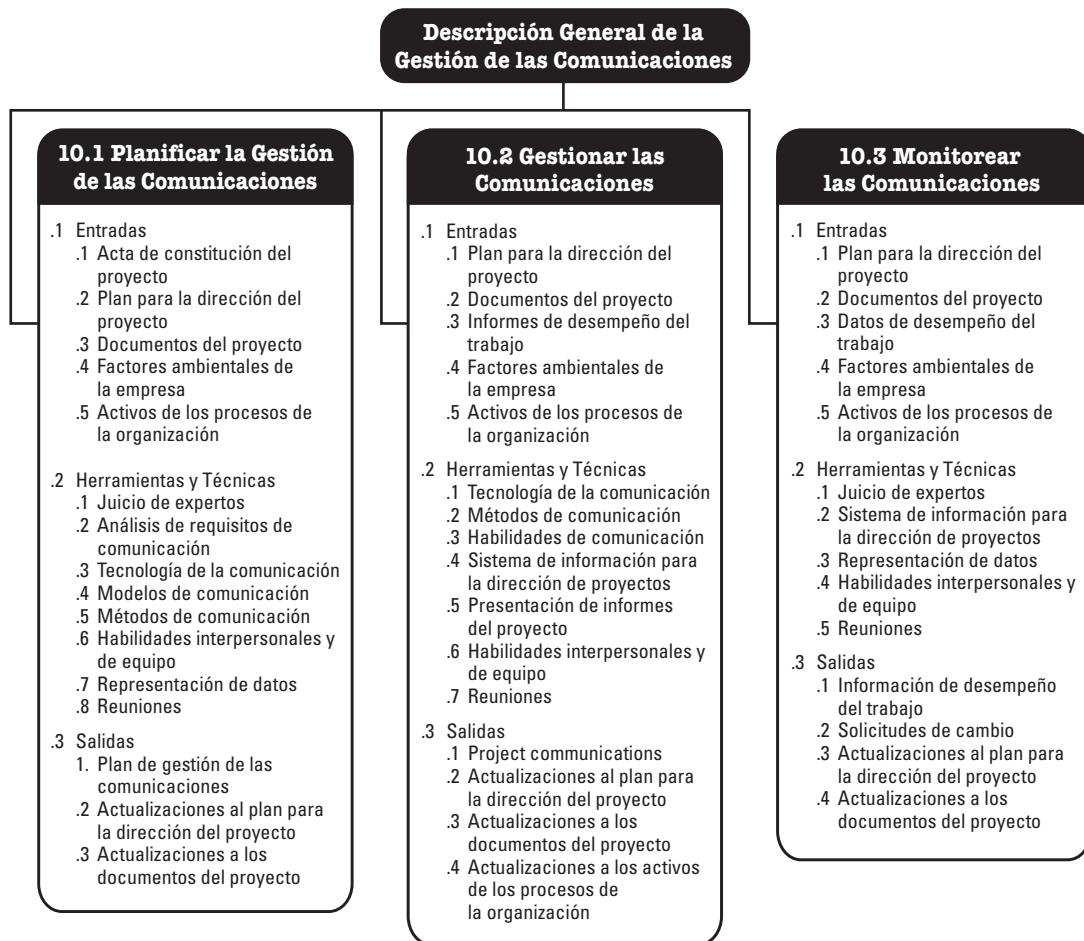 Descripción General de la
Gestión de las Comunicaciones
10.1 Planificar la Gestión
de las Comunicaciones
.1 Entradas
.1 Acta de constitución del
proyecto
.2 Plan para la dirección del
proyecto
.3 Documentos del proyecto
.4 Factores ambientales de
la empresa
.5 Activos de los procesos de
la organización
.2 Herramientas y Técnicas
.1 Juicio de expertos
.2 Análisis de requisitos de
comunicación
.3 Tecnología de la comunicación
.4 Modelos de comunicación
.5 Métodos de comunicación
.6 Habilidades interpersonales y
de equipo
.7 Representación de datos
.8 Reuniones
.3 Salidas
1. Plan de gestión de las
comunicaciones
.2 Actualizaciones al plan para
la dirección del proyecto
.3 Actualizaciones a los
documentos del proyecto
10.2 Gestionar las
Comunicaciones
.1 Entradas
.1 Plan para la dirección del
proyecto
.2 Documentos del proyecto
.3 Informes de desempeño del
trabajo
.4 Factores ambientales de
la empresa
.5 Activos de los procesos de
la organización
.2 Herramientas y Técnicas
.1 Tecnología de la comunicación
.2 Métodos de comunicación
.3 Habilidades de comunicación
.4 Sistema de información para
la dirección de proyectos
.5 Presentación de informes
del proyecto
.6 Habilidades interpersonales y
de equipo
.7 Reuniones
.3 Salidas
.1 Project communications
.2 Actualizaciones al plan para
la dirección del proyecto
.3 Actualizaciones a los
documentos del proyecto
.4 Actualizaciones a los activos
de los procesos de
la organización
10.3 Monitorear
las Comunicaciones
.1 Entradas
.1 Plan para la dirección del
proyecto
.2 Documentos del proyecto
.3 Datos de desempeño del
trabajo
.4 Factores ambientales de
la empresa
.5 Activos de los procesos de
la organización
.2 Herramientas y Técnicas
.1 Juicio de expertos
.2 Sistema de información para
la dirección de proyectos
.3 Representación de datos
.4 Habilidades interpersonales y
de equipo
.5 Reuniones
.3 Salidas
.1 Información de desempeño
del trabajo
.2 Solicitudes de cambio
.3 Actualizaciones al plan para
la dirección del proyecto
.4 Actualizaciones a los
documentos del proyecto